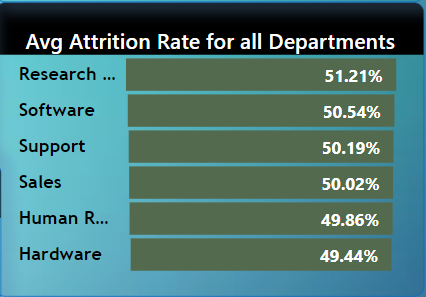 Avg Attrition Rate for all Departments
Research ... 51.21%
Software 50.54%
Support 50.19%
Sales 50.02%
Human R... 49.86%
Hardware 49.44%